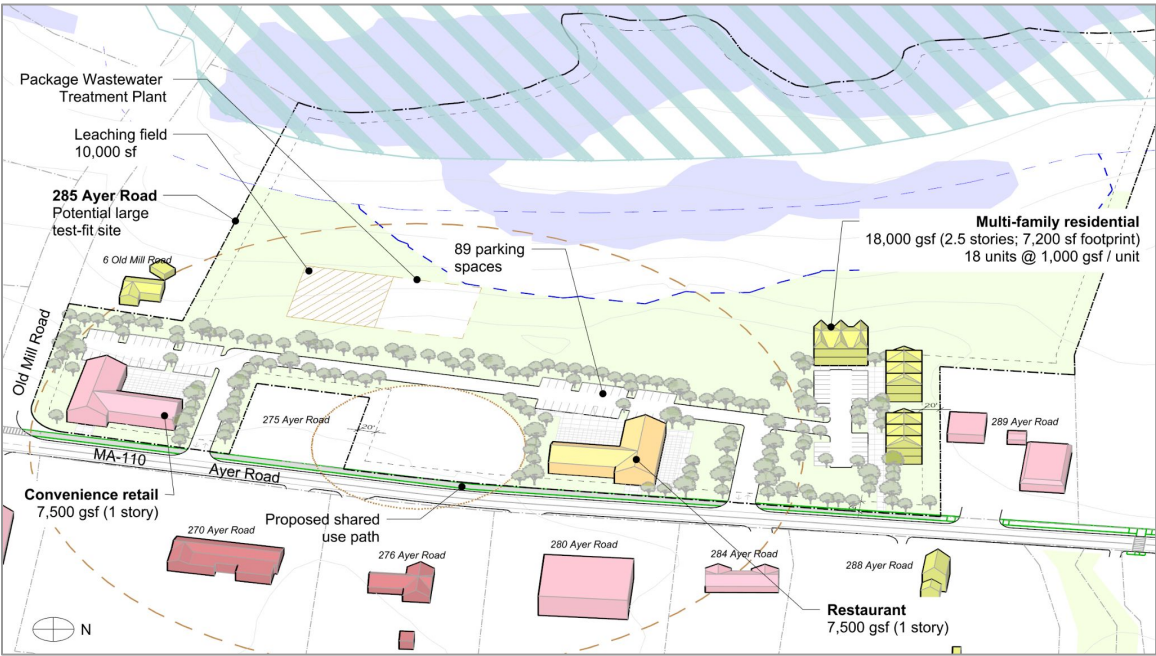 Package Wastewater
Treatment Plant
Leaching field
10,000 sf
285 Ayer Road
Potential large
test-fit site
6 Old Mill Road
Old Mill Road
89 parking
spaces
Multi-family residential
18,000 gsf (2.5 stories; 7,200 sf footprint)
18 units @ 1,000 gsf / unit
275 Ayer Road
20'
20'
289 Ayer Road
MA-110
Ayer Road
Convenience retail
7,500 gsf (1 story)
Proposed shared
use path
270 Ayer Road
276 Ayer Road
280 Ayer Road
284 Ayer Road
288 Ayer Road
Restaurant
7,500 gsf (1 story)
N